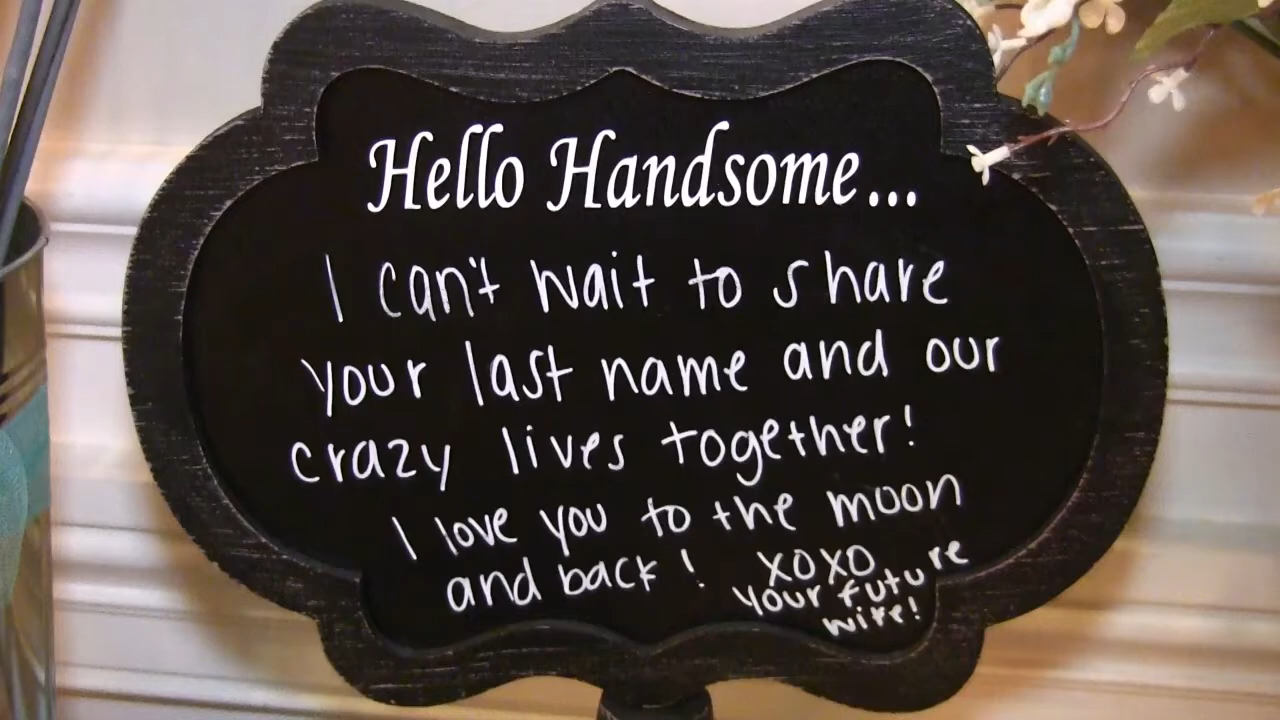 Hello Handsome...
I can't wait to share
your last name and our
crazy lives together!
I love you to the moon
and back! XOXO
your future
wife!